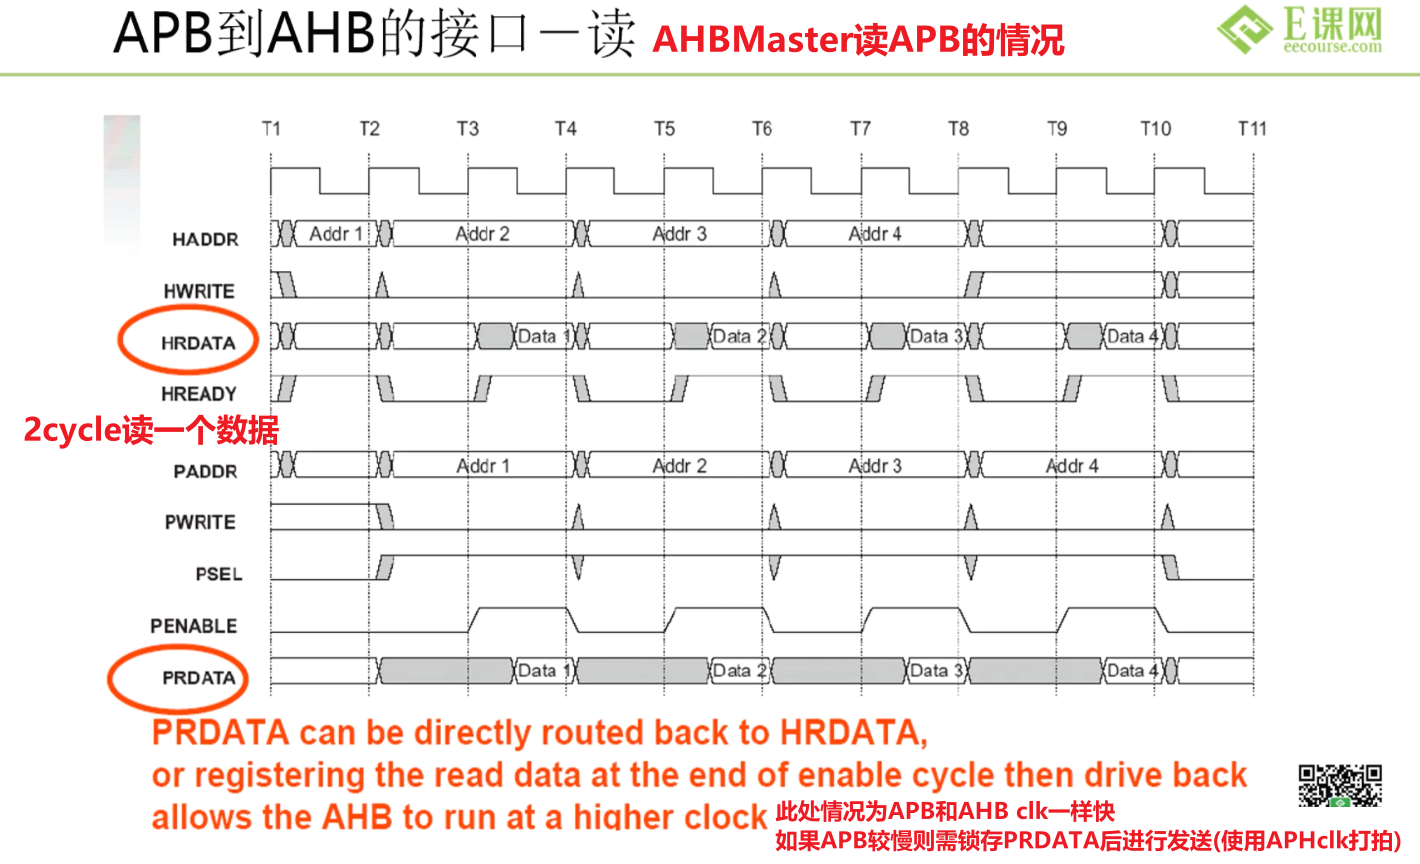 APB到AHB的接口－读 AHBMaster读APB的情况
E课网
eecourse.com
T1 T2 T3 T4 T5 T6 T7 T8 T9 T10 T11
HADDR Addr 1 Addr 2 Addr 3 Addr 4
HWRITE
HRDATA Data 1 Data 2 Data 3 Data 4
HREADY
2cycle读一个数据
PADDR Addr 1 Addr 2 Addr 3 Addr 4
PWRITE
PSEL
PENABLE
PRDATA Data 1 Data 2 Data 3 Data 4
PRDATA can be directly routed back to HRDATA,
or registering the read data at the end of enable cycle then drive back
allows the AHB to run at a higher clock
此处情况为APB和AHB clk一样快
如果APB较慢则需锁存PRDATA后进行发送(使用APHclk打拍)